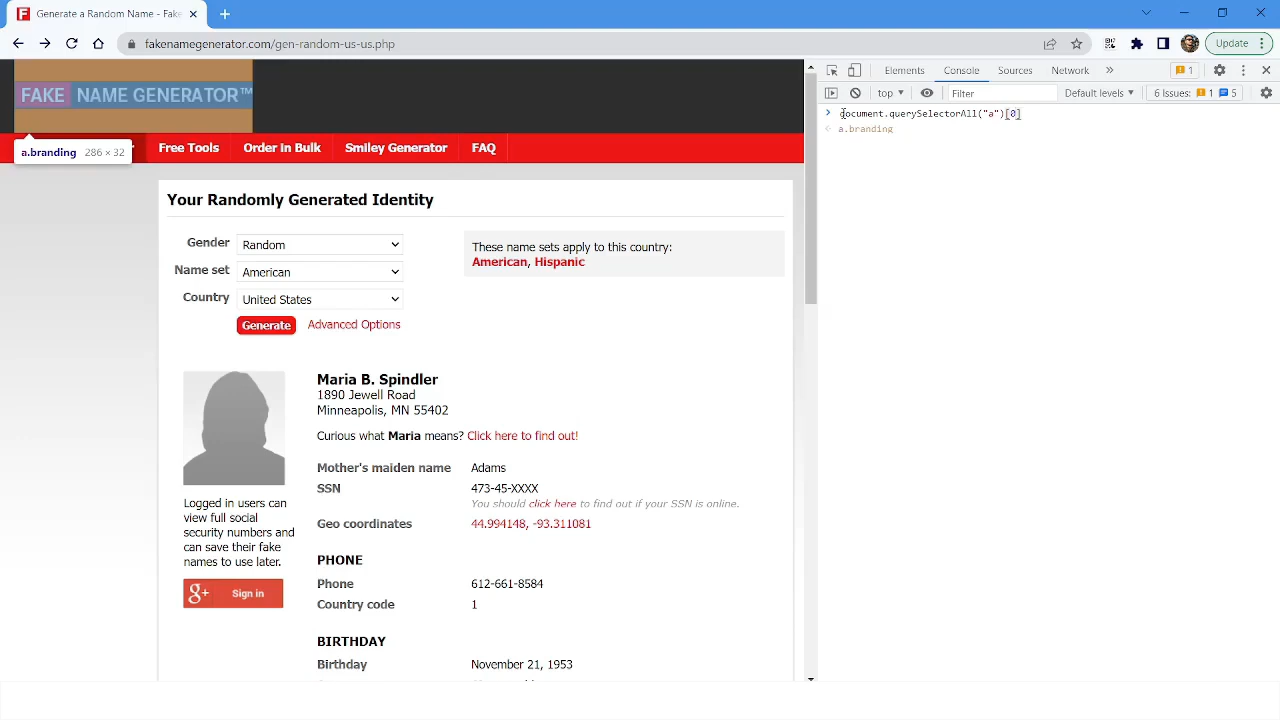 Generate a Random Name - Fake
fakenamegenerator.com/gen-random-us-us.php
Update
FAKE NAME GENERATOR™
a.branding 286 × 32
Free Tools
Order In Bulk
Smiley Generator
FAQ
Your Randomly Generated Identity
Gender Random
Name set American
Country United States
Generate Advanced Options
These name sets apply to this country:
American, Hispanic
Maria B. Spindler
1890 Jewell Road
Minneapolis, MN 55402
Curious what Maria means? Click here to find out!
Mother's maiden name Adams
SSN 473-45-XXXX
You should click here to find out if your SSN is online.
Geo coordinates 44.994148, -93.311081
Logged in users can
view full social
security numbers and
can save their fake
names to use later.
g+ Sign in
PHONE
Phone 612-661-8584
Country code 1
BIRTHDAY
Birthday November 21, 1953
Elements
Console
Sources
Network
1
top
Filter
Default levels
6 Issues: 1 5
document.querySelectorAll("a")[0]
a.branding